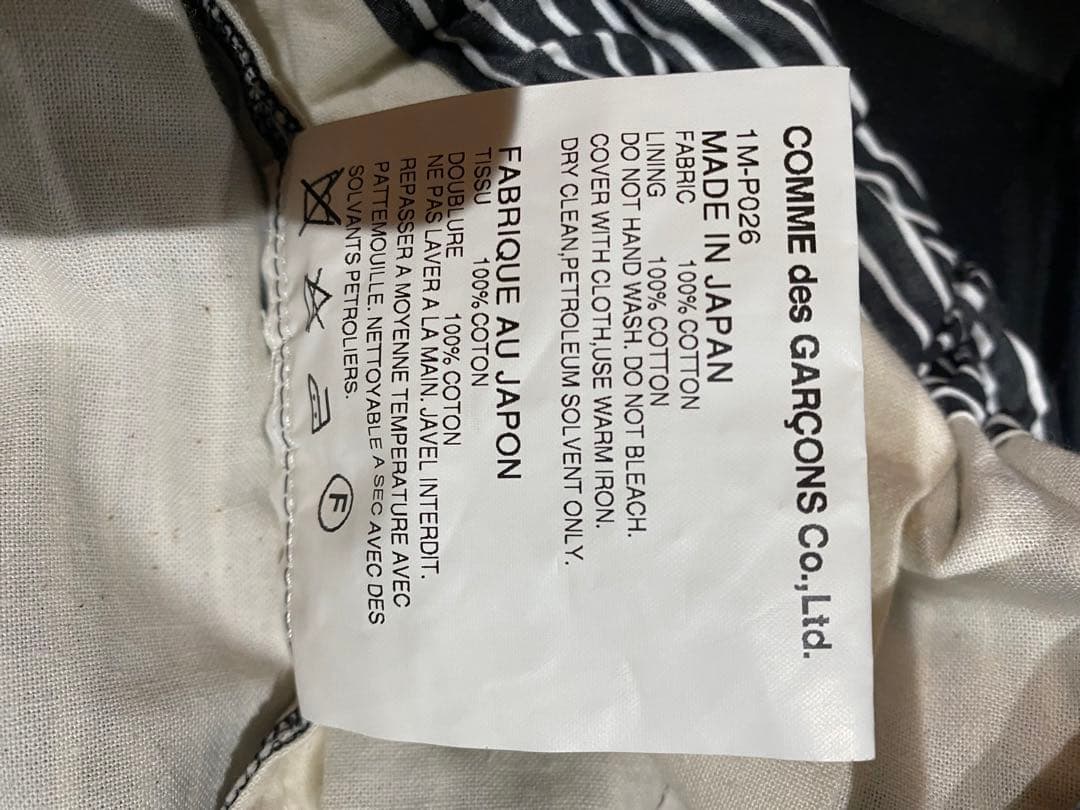 COMME des GARÇONS Co., Ltd.
1M-P026
MADE IN JAPAN
FABRIC 100% COTTON
LINING 100% COTTON
DO NOT HAND WASH. DO NOT BLEACH.
COVER WITH CLOTH,USE WARM IRON.
DRY CLEAN,PETROLEUM SOLVENT ONLY.
FABRIQUE AU JAPON
TISSU 100% COTON
DOUBLURE 100% COTON
NE PAS LAVER A LA MAIN. JAVEL INTERDIT.
REPASSER A MOYENNE TEMPERATURE AVEC
PATTEMOUILLE. NETTOYABLE A SEC AVEC DES
SOLVANTS PETROLIERS.
F